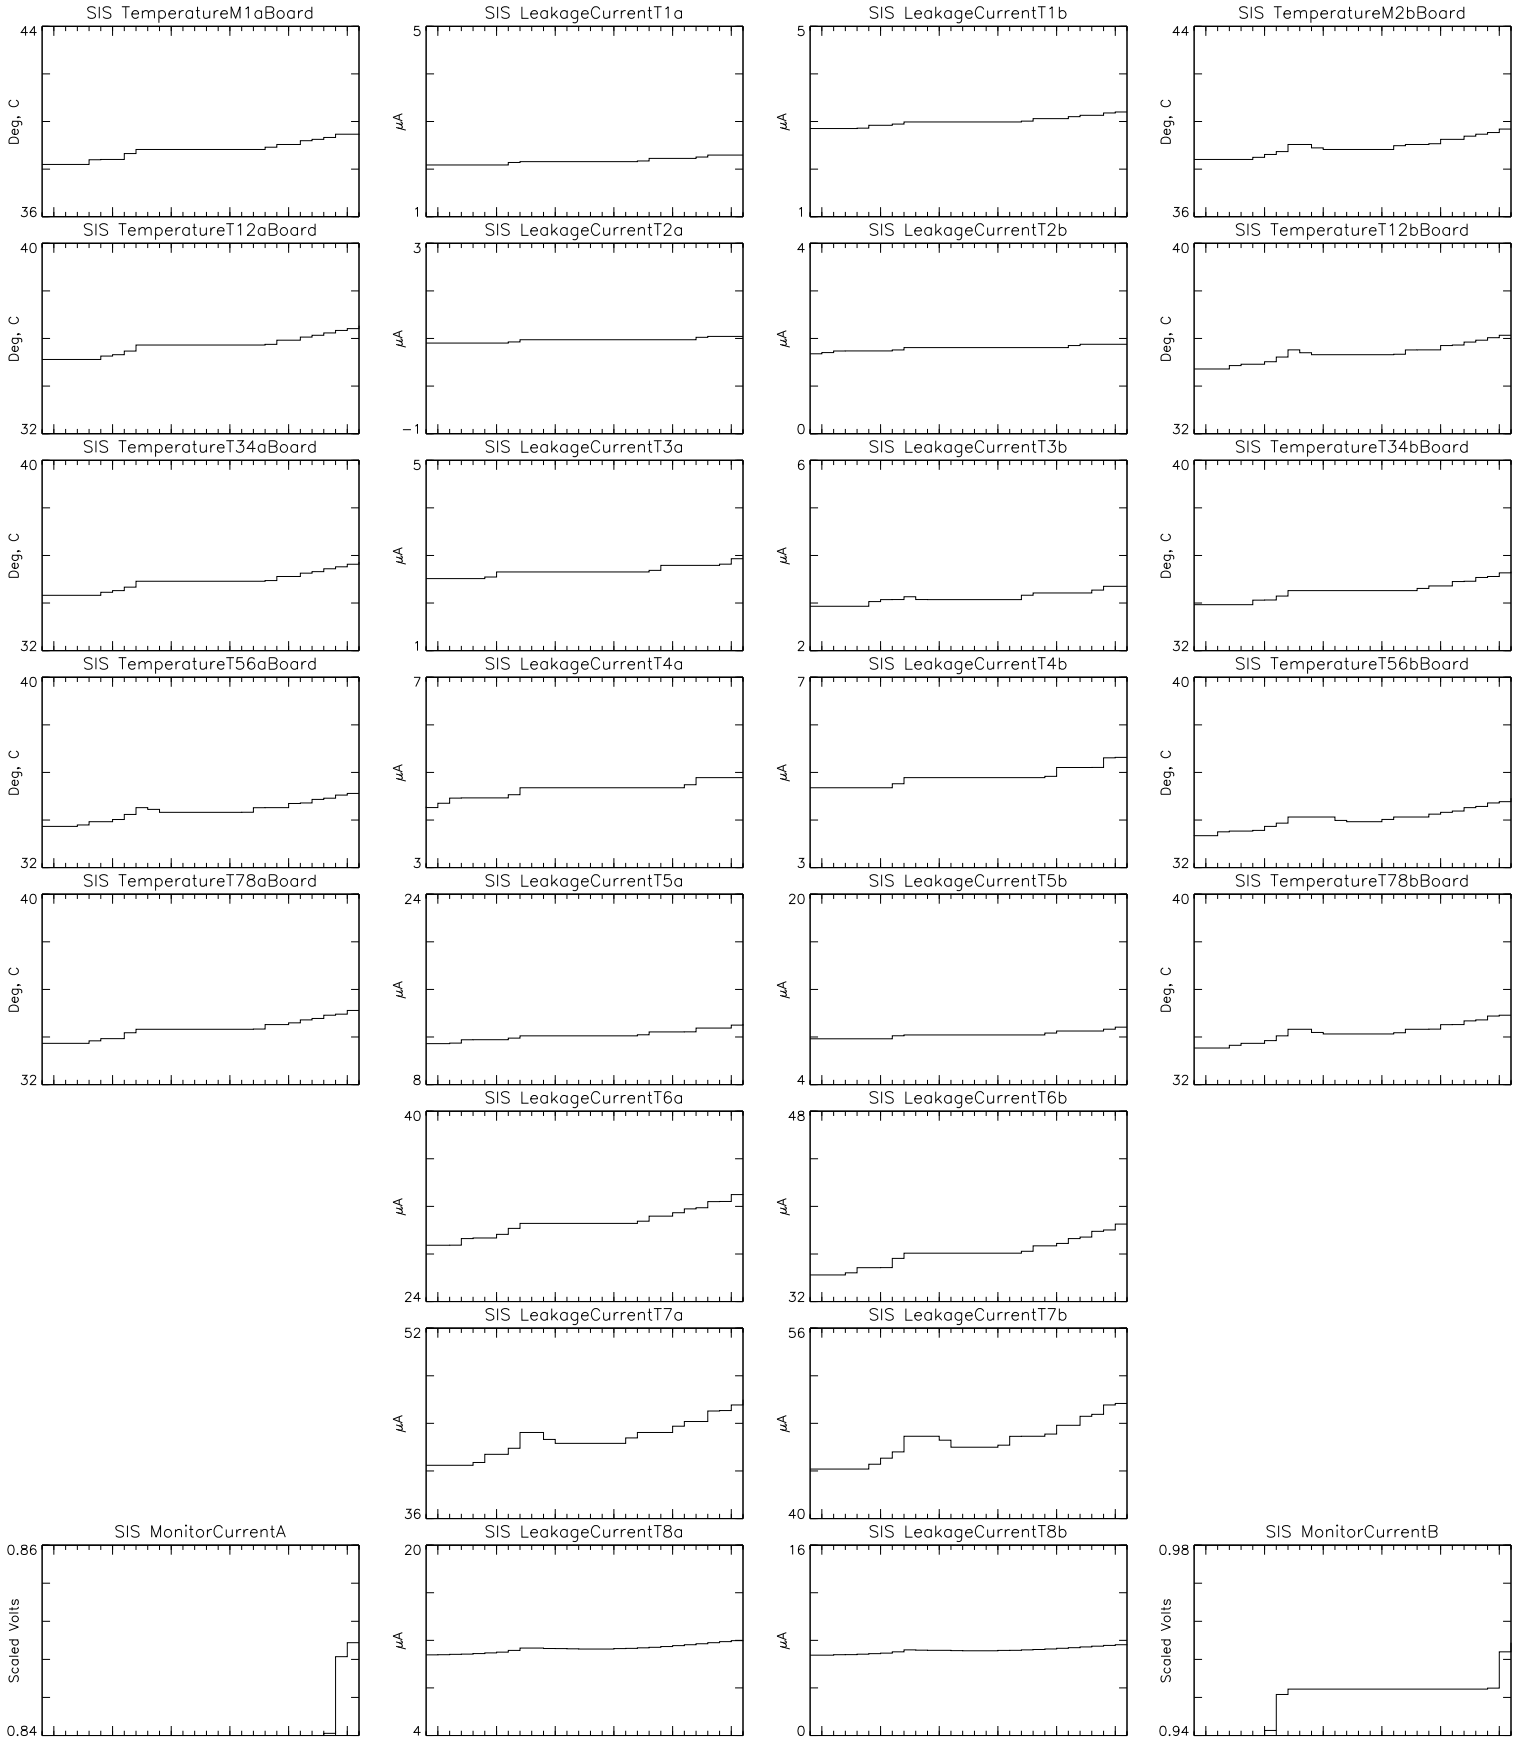 SIS TemperatureM1aBoard
44
Deg, C
36
SIS LeakageCurrentT1a
5
μA
1
SIS LeakageCurrentT1b
5
μA
1
SIS TemperatureM2bBoard
44
Deg, C
36
SIS TemperatureT12aBoard
40
Deg, C
32
SIS LeakageCurrentT2a
3
μA
−1
SIS LeakageCurrentT2b
4
μA
0
SIS TemperatureT12bBoard
40
Deg, C
32
SIS TemperatureT34aBoard
40
Deg, C
32
SIS LeakageCurrentT3a
5
μA
1
SIS LeakageCurrentT3b
6
μA
2
SIS TemperatureT34bBoard
40
Deg, C
32
SIS TemperatureT56aBoard
40
Deg, C
32
SIS LeakageCurrentT4a
7
μA
3
SIS LeakageCurrentT4b
7
μA
3
SIS TemperatureT56bBoard
40
Deg, C
32
SIS TemperatureT78aBoard
40
Deg, C
32
SIS LeakageCurrentT5a
24
μA
8
SIS LeakageCurrentT5b
20
μA
4
SIS TemperatureT78bBoard
40
Deg, C
32
SIS LeakageCurrentT6a
40
μA
24
SIS LeakageCurrentT6b
48
μA
32
SIS LeakageCurrentT7a
52
μA
36
SIS LeakageCurrentT7b
56
μA
40
SIS MonitorCurrentA
0.86
Scaled Volts
0.84
SIS LeakageCurrentT8a
20
μA
4
SIS LeakageCurrentT8b
16
μA
0
SIS MonitorCurrentB
0.98
Scaled Volts
0.94